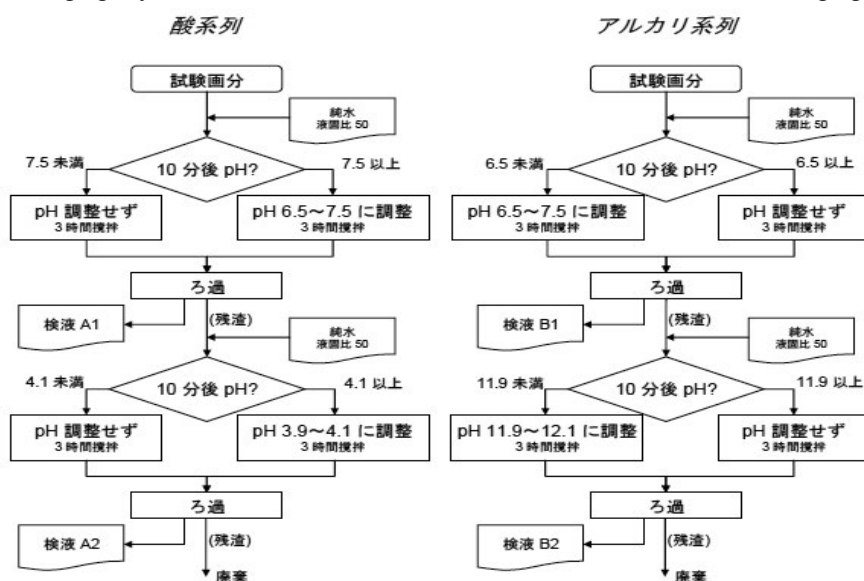 酸系列
試験画分
純水
液固比 50
7.5 未満
10 分後 pH?
7.5 以上
pH 調整せず
3 時間攪拌
pH 6.5~7.5 に調整
3 時間攪拌
ろ過
検液 A1
(残渣)
純水
液固比 50
4.1 未満
10 分後 pH?
4.1 以上
pH 調整せず
3 時間攪拌
pH 3.9~4.1 に調整
3 時間攪拌
ろ過
検液 A2
(残渣)
廃棄
アルカリ系列
試験画分
純水
液固比 50
6.5 未満
10 分後 pH?
6.5 以上
pH 6.5~7.5 に調整
3 時間攪拌
pH 調整せず
3 時間攪拌
ろ過
検液 B1
(残渣)
純水
液固比 50
11.9 未満
10 分後 pH?
11.9 以上
pH 11.9~12.1 に調整
3 時間攪拌
pH 調整せず
3 時間攪拌
ろ過
検液 B2
(残渣)
廃棄